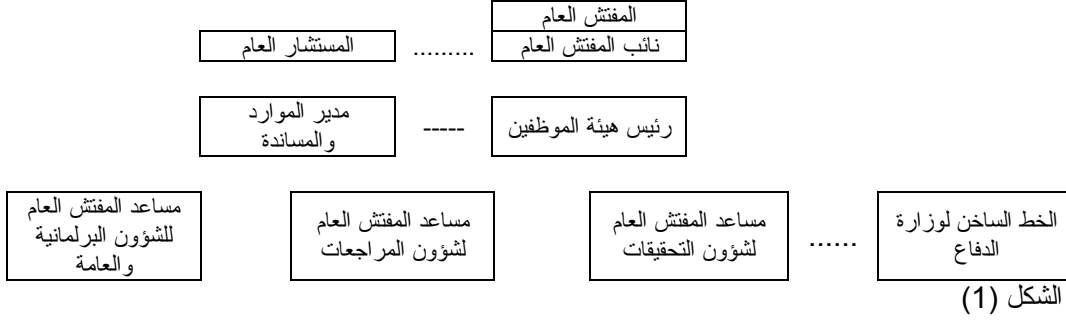 المفتش العام
نائب المفتش العام
.........
المستشار العام
رئيس هيئة الموظفين
-----
مدير الموارد
والمساندة
الخط الساخن لوزارة
الدفاع
......
مساعد المفتش العام
لشؤون التحقيقات
مساعد المفتش العام
لشؤون المراجعات
مساعد المفتش العام
للشؤون البرلمانية
والعامة
الشكل (1)